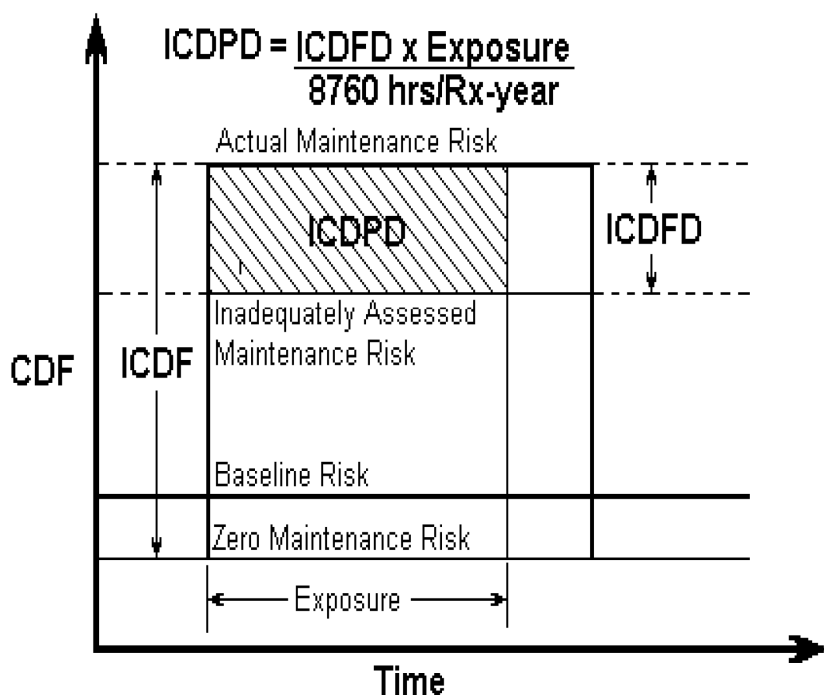 ICDPD = ICDFD x Exposure
8760 hrs/Rx-year
Actual Maintenance Risk
ICDPD
ICDFD
Inadequately Assessed
Maintenance Risk
CDF
ICDF
Baseline Risk
Zero Maintenance Risk
Exposure
Time